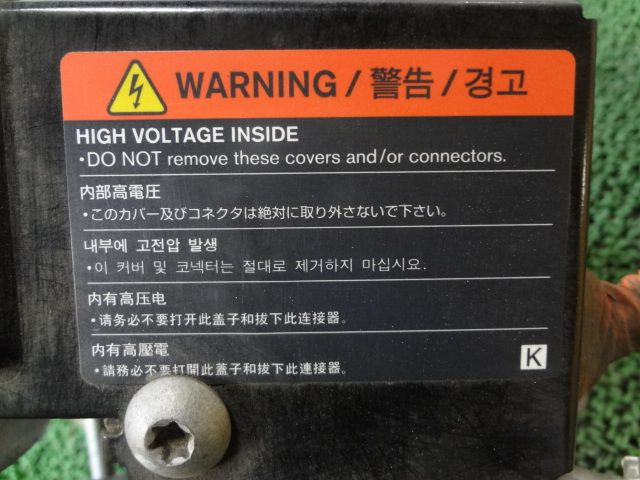 WARNING / 警告 / 경고
HIGH VOLTAGE INSIDE
・DO NOT remove these covers and/or connectors.
内部高電圧
・このカバー及びコネクタは絶対に取り外さないで下さい。
내부에 고전압 발생
・이 커버 및 코넥터는 절대로 제거하지 마십시요.
内有高压电
・请务必不要打开此盖子和拔下此连接器。
内有高壓電
・請務必不要打開此蓋子和拔下此連接器。
K